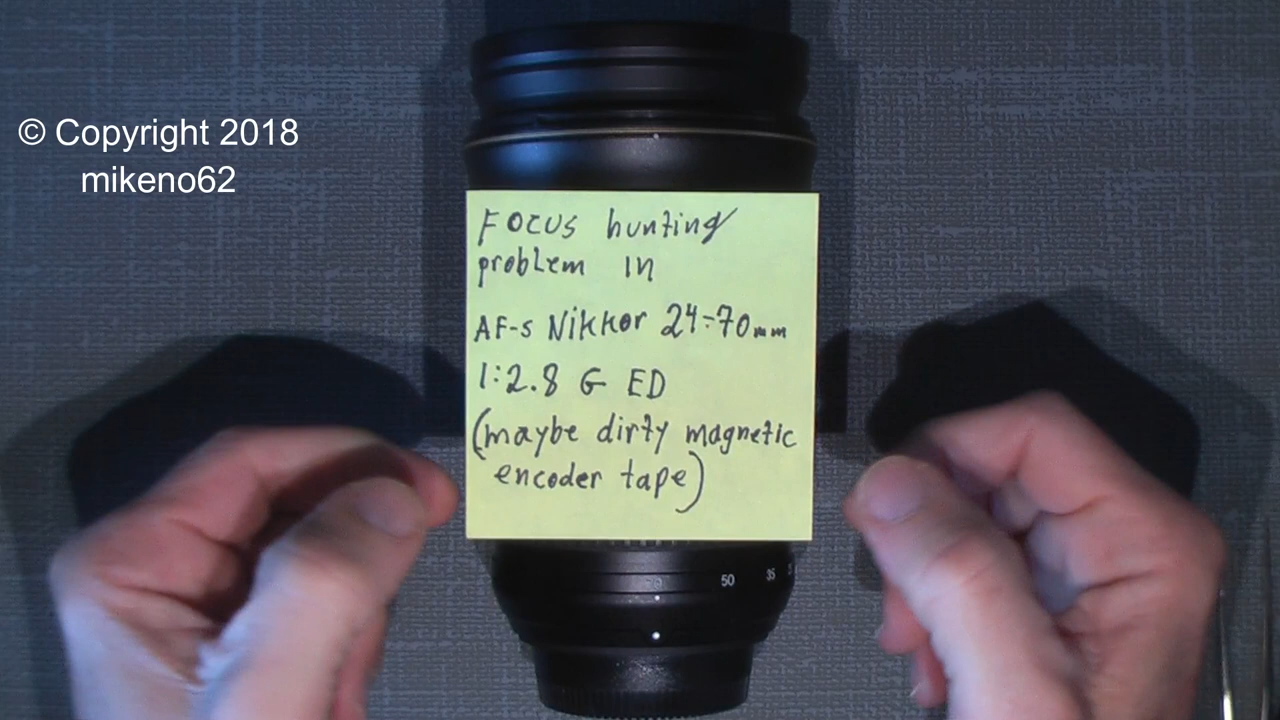 © Copyright 2018
mikeno62
Focus hunting
problem in
AF-S Nikkor 24-70mm
1:2.8 G ED
(maybe dirty magnetic
encoder tape)
70 50 35